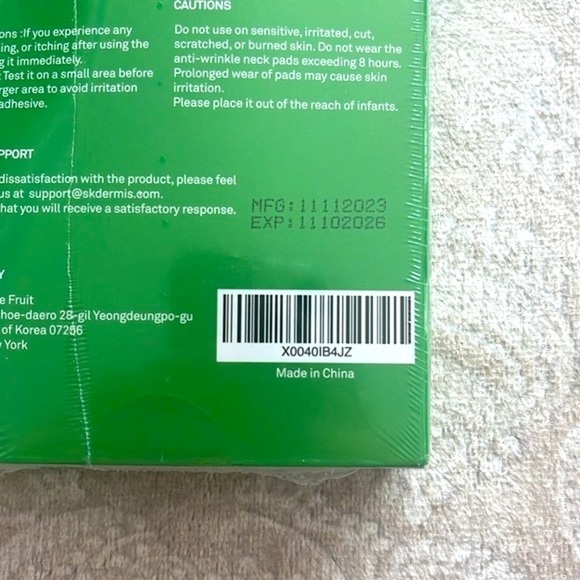 ons :If you experience any
ing, or itching after using the
g it immediately.
: Test it on a small area before
rger area to avoid irritation
adhesive.
PPORT
dissatisfaction with the product, please feel
us at support@skdermis.com.
hat you will receive a satisfactory response.
Y
e Fruit
hoe-daero 28-gil Yeongdeungpo-gu
of Korea 07256
w York
CAUTIONS
Do not use on sensitive, irritated, cut,
scratched, or burned skin. Do not wear the
anti-wrinkle neck pads exceeding 8 hours.
Prolonged wear of pads may cause skin
irritation.
Please place it out of the reach of infants.
MFG:11112023
EXP:11102026
X0040IB4JZ
Made in China